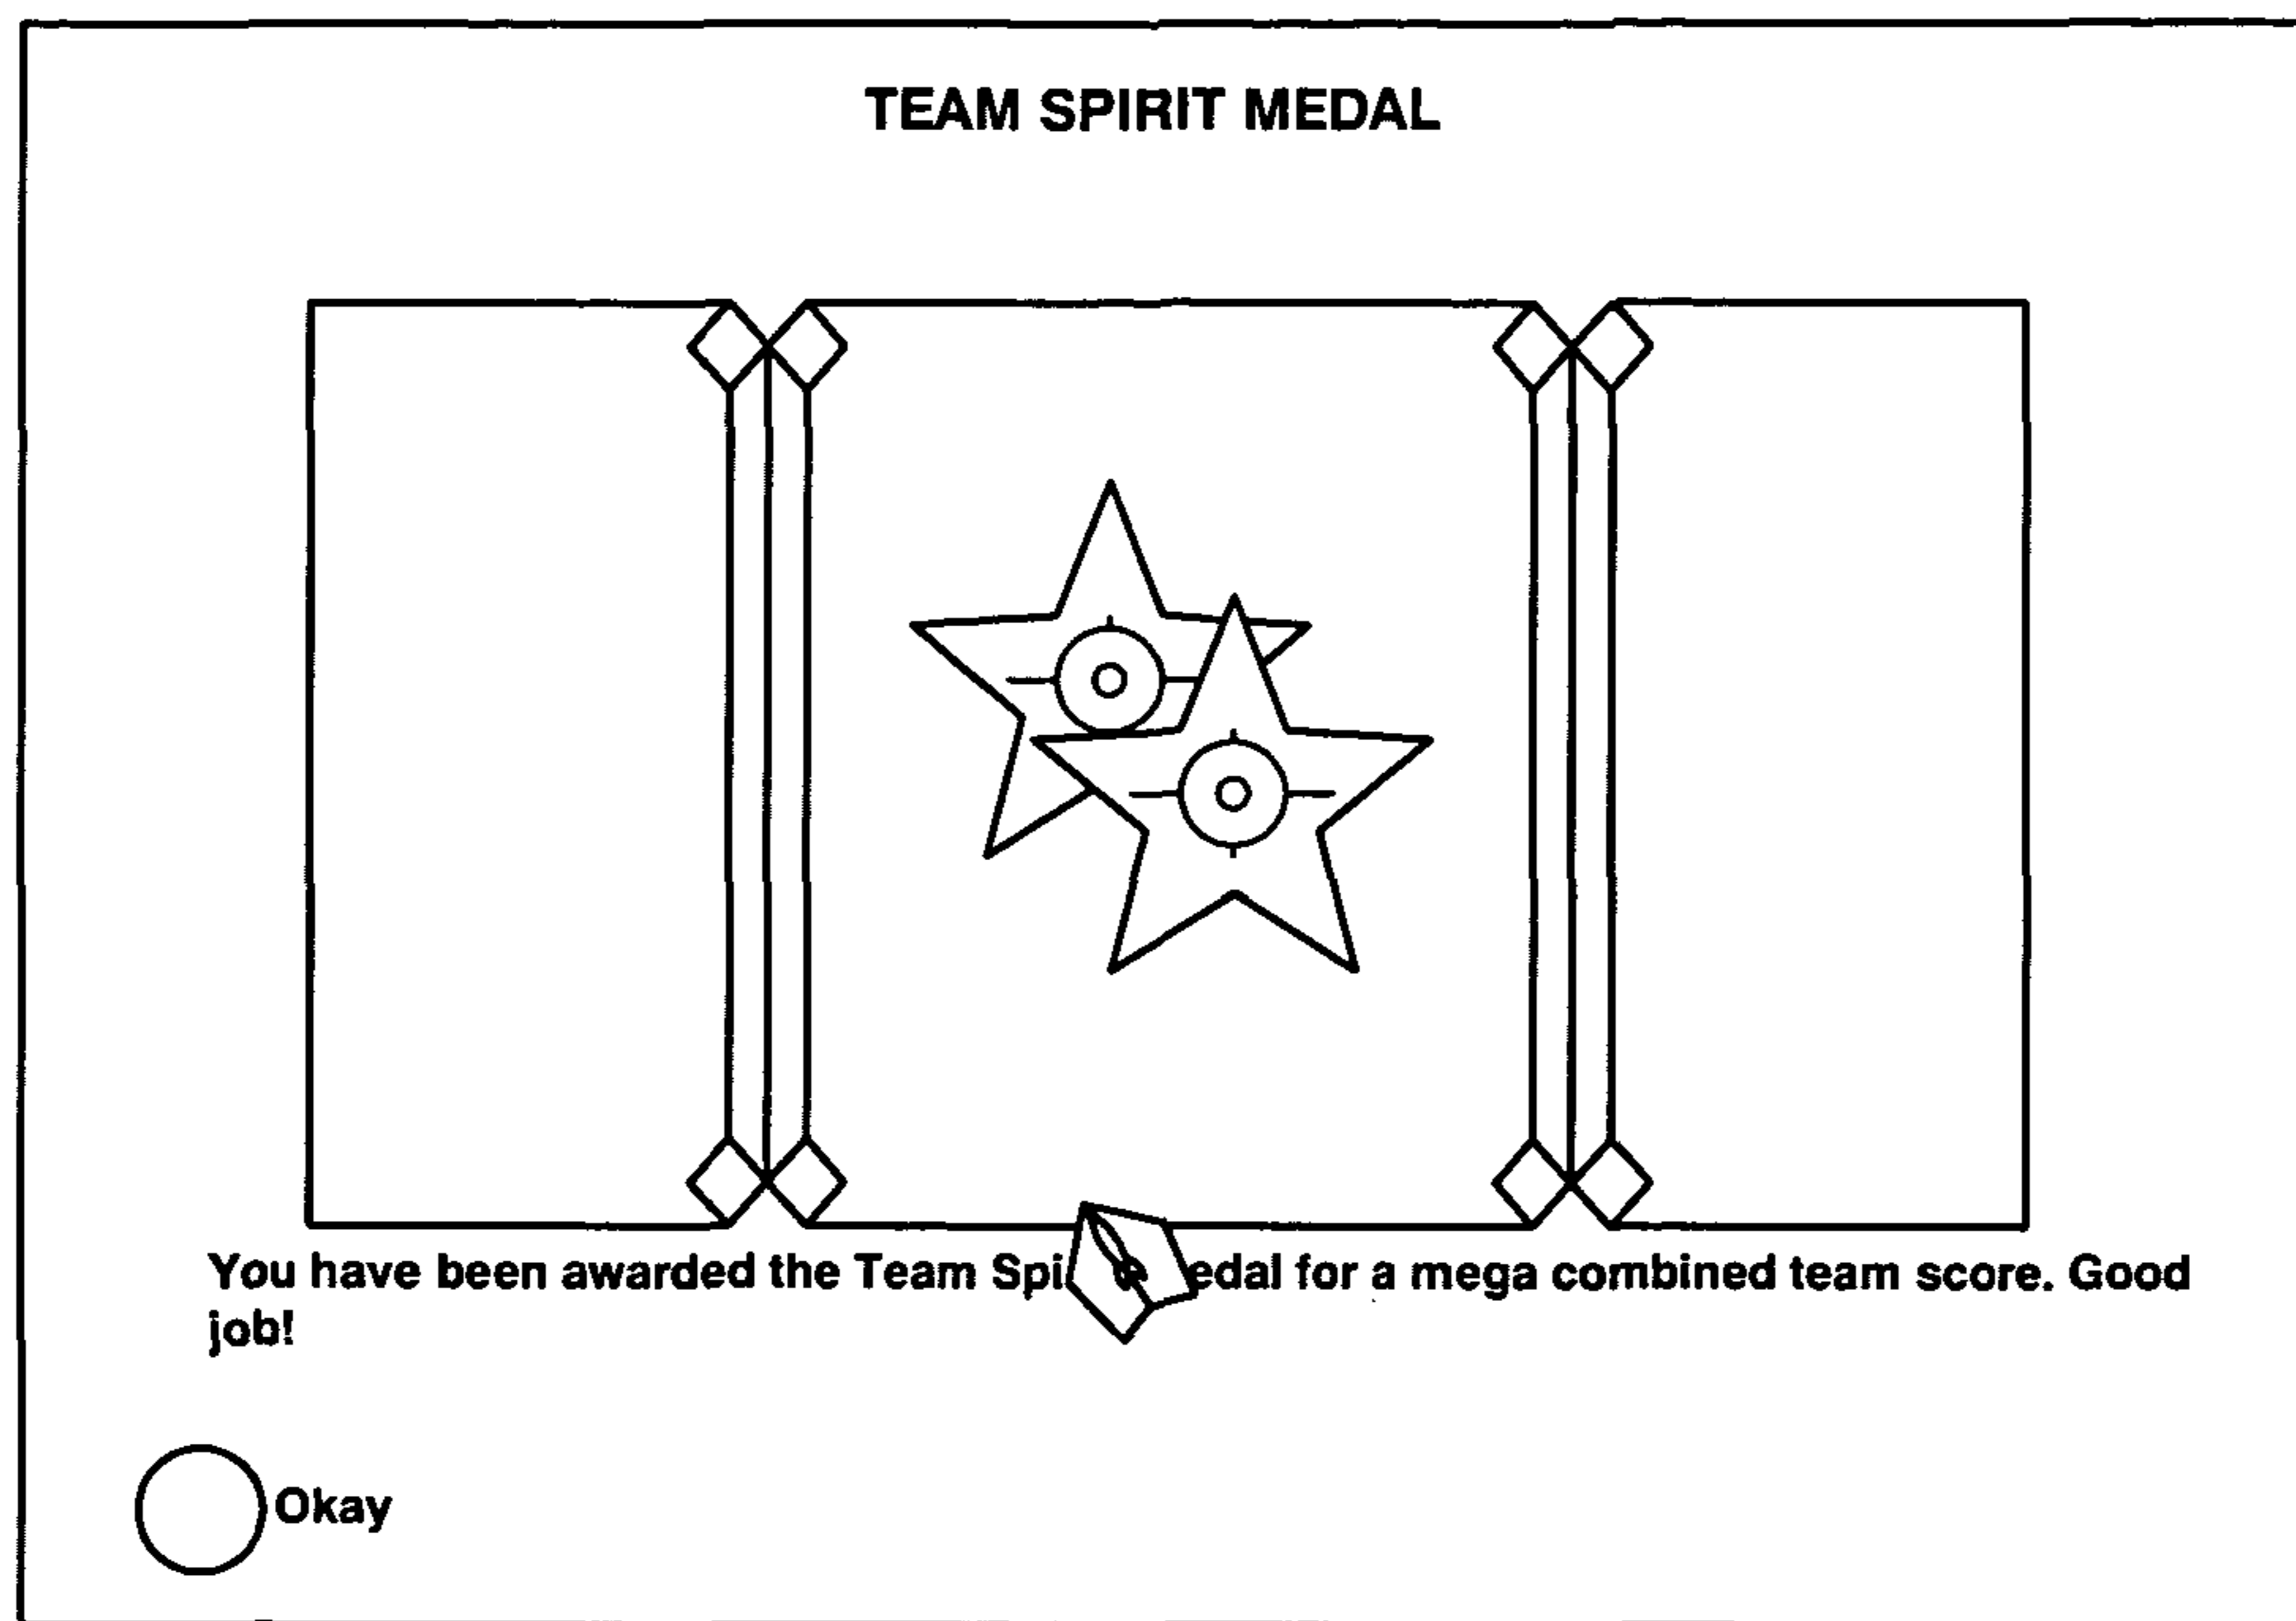 TEAM SPIRIT MEDAL
You have been awarded the Team Spi edal for a mega combined team score. Good
job!
Okay